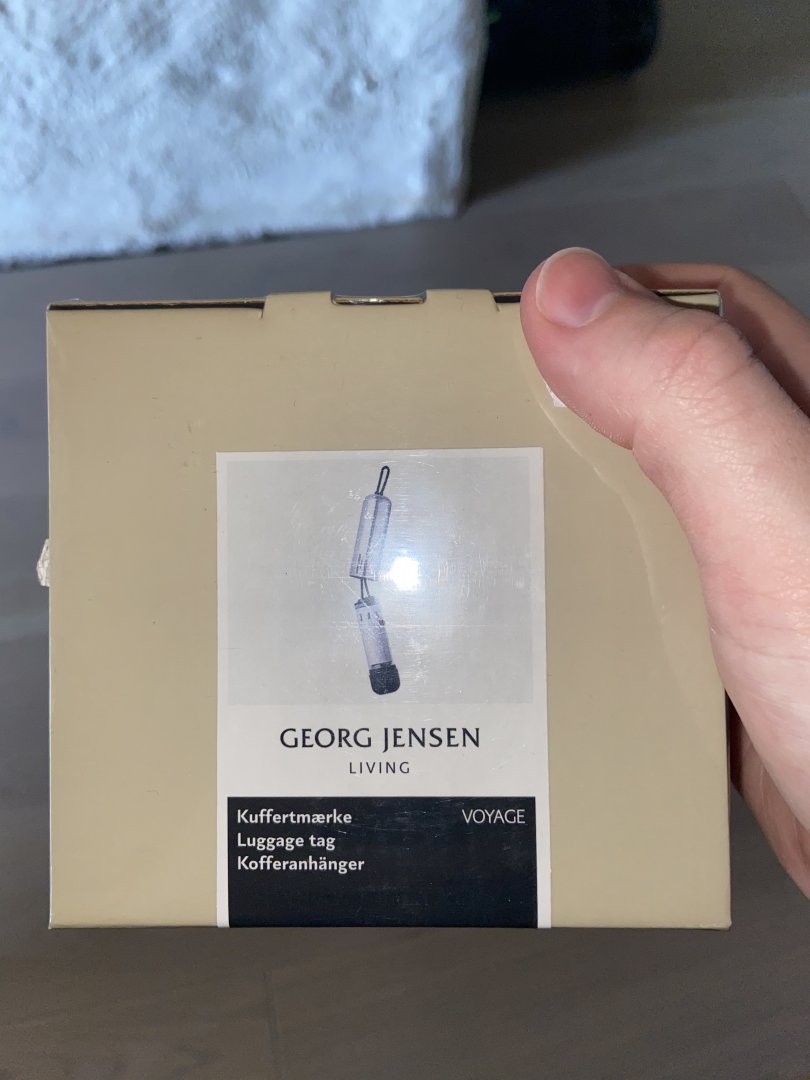 GEORG JENSEN
LIVING
Kuffertmærke VOYAGE
Luggage tag
Kofferanhänger